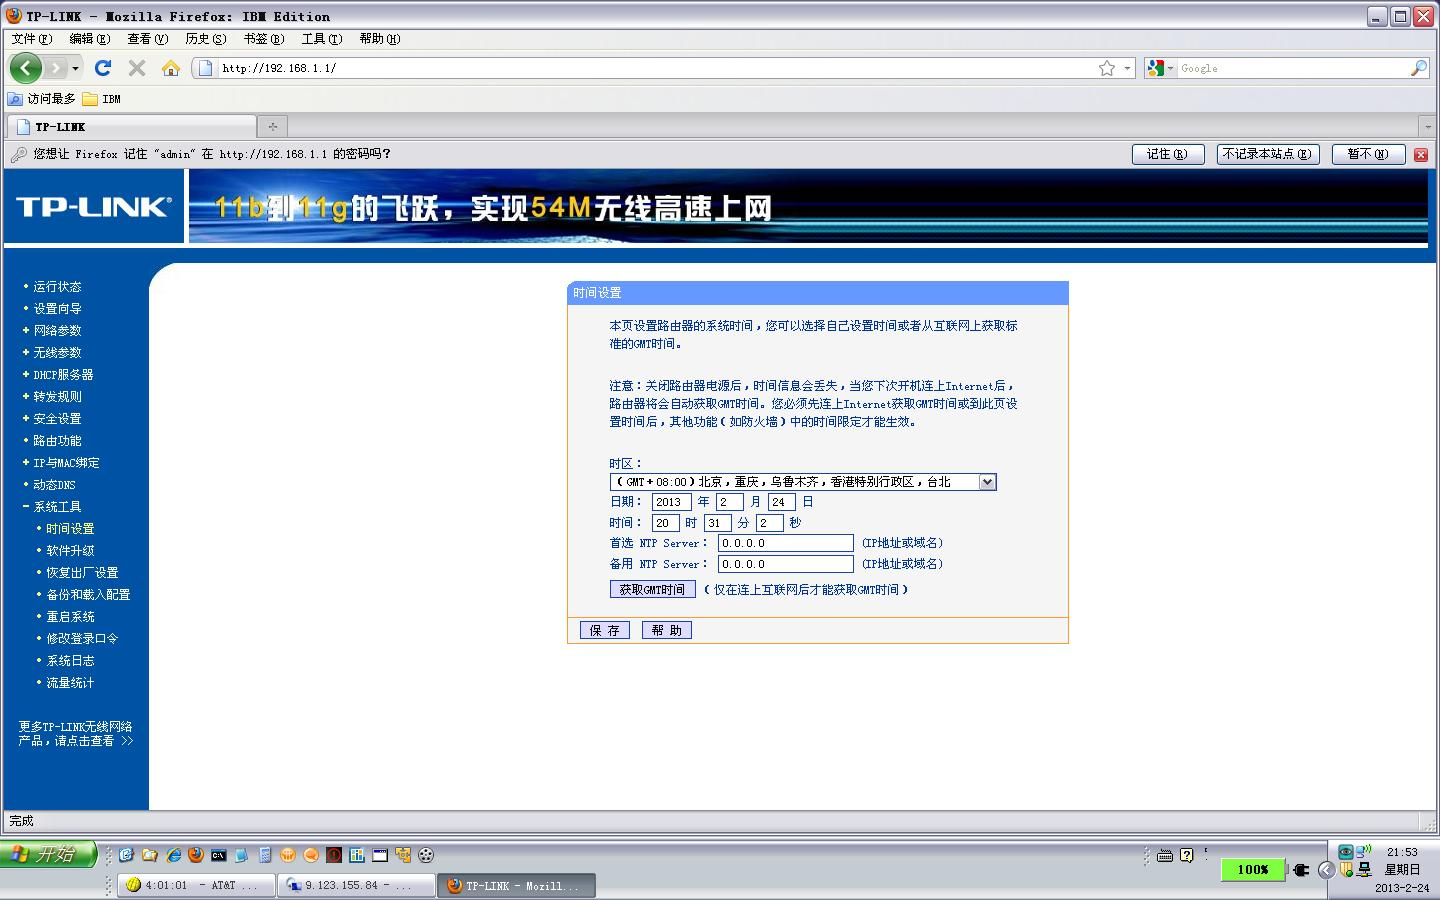 TP-LINK - Mozilla Firefox: IBM Edition
文件(F) 编辑(E) 查看(V) 历史(S) 书签(B) 工具(T) 帮助(H)
http://192.168.1.1/
Google
访问最多 IBM
TP-LINK
您想让 Firefox 记住 "admin" 在 http://192.168.1.1 的密码吗?
记住(R) 不记录本站点(E) 暂不(N)
TP-LINK®
11b到11g的飞跃，实现54M无线高速上网
运行状态
设置向导
网络参数
无线参数
DHCP服务器
转发规则
安全设置
路由功能
IP与MAC绑定
动态DNS
系统工具
时间设置
软件升级
恢复出厂设置
备份和载入配置
重启系统
修改登录口令
系统日志
流量统计
更多TP-LINK无线网络
产品，请点击查看 >>
时间设置
本页设置路由器的系统时间，您可以选择自己设置时间或者从互联网上获取标
准的GMT时间。
注意：关闭路由器电源后，时间信息会丢失，当您下次开机连上Internet后，
路由器将会自动获取GMT时间。您必须先连上Internet获取GMT时间或到此页设
置时间后，其他功能（如防火墙）中的时间限定才能生效。
时区：
（GMT＋08:00）北京，重庆，乌鲁木齐，香港特别行政区，台北
日期： 2013 年 2 月 24 日
时间： 20 时 31 分 2 秒
首选 NTP Server： 0.0.0.0 (IP地址或域名)
备用 NTP Server： 0.0.0.0 (IP地址或域名)
获取GMT时间 （仅在连上互联网后才能获取GMT时间）
保 存 帮 助
完成
开始
4:01:01 - AT&T ...
9.123.155.84 - ...
TP-LINK - Mozill...
100%
21:53
星期日
2013-2-24